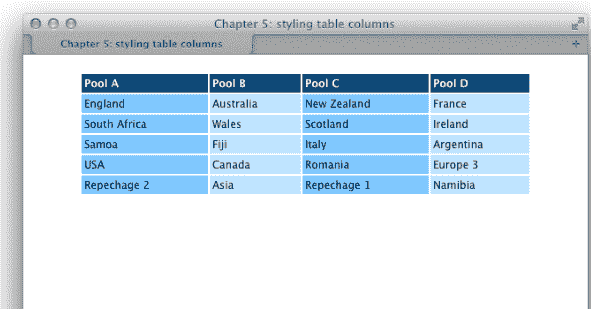 Chapter 5: styling table columns
Chapter 5: styling table columns
Pool A Pool B Pool C Pool D
England Australia New Zealand France
South Africa Wales Scotland Ireland
Samoa Fiji Italy Argentina
USA Canada Romania Europe 3
Repechage 2 Asia Repechage 1 Namibia